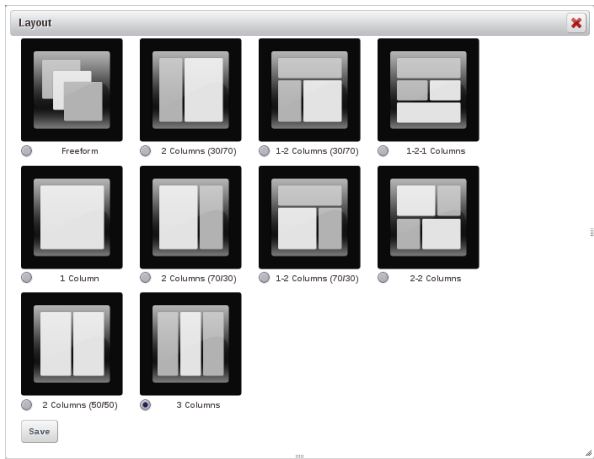 Layout
Freeform
2 Columns (30/70)
1-2 Columns (30/70)
1-2-1 Columns
1 Column
2 Columns (70/30)
1-2 Columns (70/30)
2-2 Columns
2 Columns (50/50)
3 Columns
Save